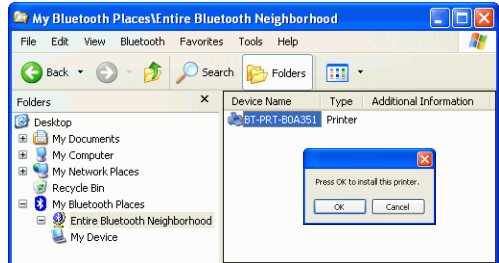 My Bluetooth Places\Entire Bluetooth Neighborhood
File Edit View Bluetooth Favorites Tools Help
Back Search Folders
Folders x Device Name Type Additional Information
Desktop BT-PRT-B0A351 Printer
My Documents
My Computer
My Network Places
Recycle Bin
My Bluetooth Places
Entire Bluetooth Neighborhood
My Device
Press OK to install this printer.
OK Cancel